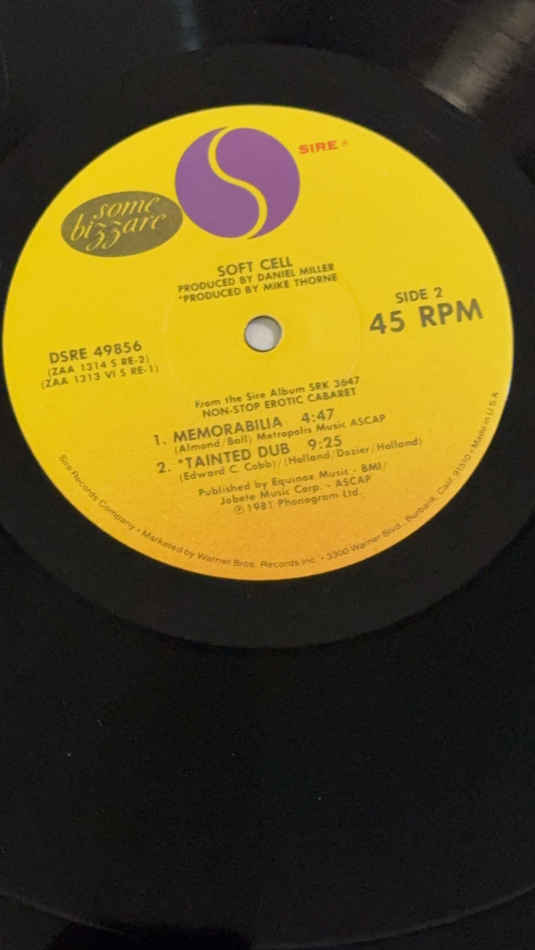 SIRE ®
some
bizzare
SOFT CELL
PRODUCED BY DANIEL MILLER
*PRODUCED BY MIKE THORNE
SIDE 2
45 RPM
DSRE 49856
(ZAA 1314 S RE-2)
(ZAA 1313 VI S RE-1)
From the Sire Album SRK 3647
NON-STOP EROTIC CABARET
1. MEMORABILIA 4:47
(Almond/Ball) Metropolis Music ASCAP
2. *TAINTED DUB 9:25
(Edward C. Cobb)/(Holland/Dozier/Holland)
Published by Equinox Music - BMI/
Jobete Music Corp. - ASCAP
℗ 1981 Phonogram Ltd.
Sire Records Company • Marketed by Warner Bros. Records Inc. • 3300 Warner Blvd., Burbank, Calif. 91510 • Made in U.S.A.